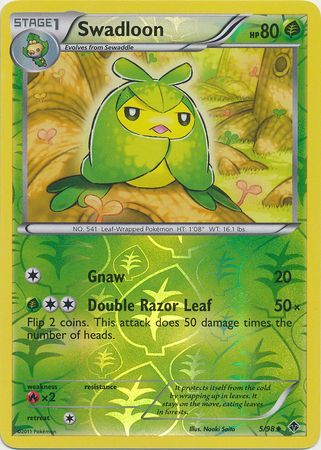 STAGE1
Swadloon
HP80
Evolves from Sewaddle
NO. 541 Leaf-Wrapped Pokémon HT: 1'08" WT: 16.1 lbs.
Gnaw 20
Double Razor Leaf 50×
Flip 2 coins. This attack does 50 damage times the
number of heads.
weakness
×2
resistance
retreat
It protects itself from the cold
by wrapping up in leaves. It
stays on the move, eating leaves
in forests.
©2011 Pokémon
Illus. Naoki Saito
5/98